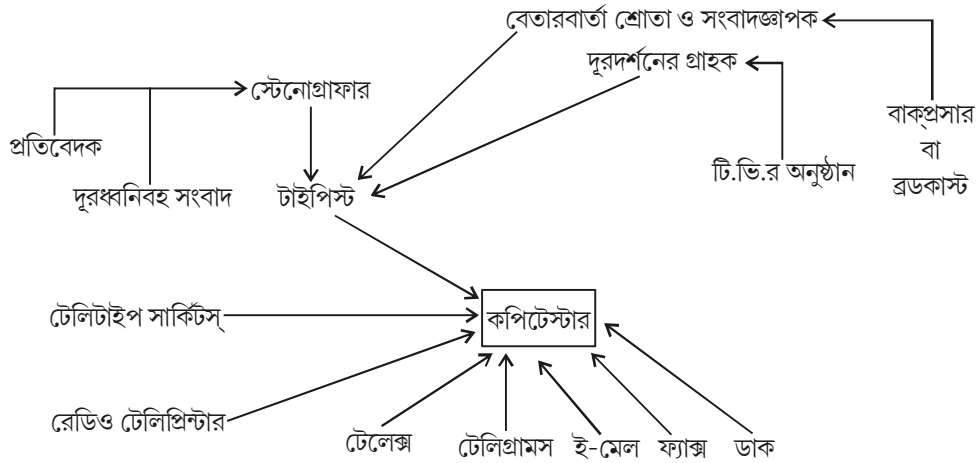 বেতারবার্তা শ্রোতা ও সংবাদজ্ঞাপক
দূরদর্শনের গ্রাহক
স্টেনোগ্রাফার
বাক্‌প্রসার
বা
ব্রডকাস্ট
প্রতিবেদক
টি.ভি.র অনুষ্ঠান
দূরধ্বনিবহ সংবাদ
টাইপিস্ট
টেলিটাইপ সার্কিটস্
কপিটেস্টার
রেডিও টেলিপ্রিন্টার
টেলেক্স
টেলিগ্রামস
ই-মেল
ফ্যাক্স
ডাক